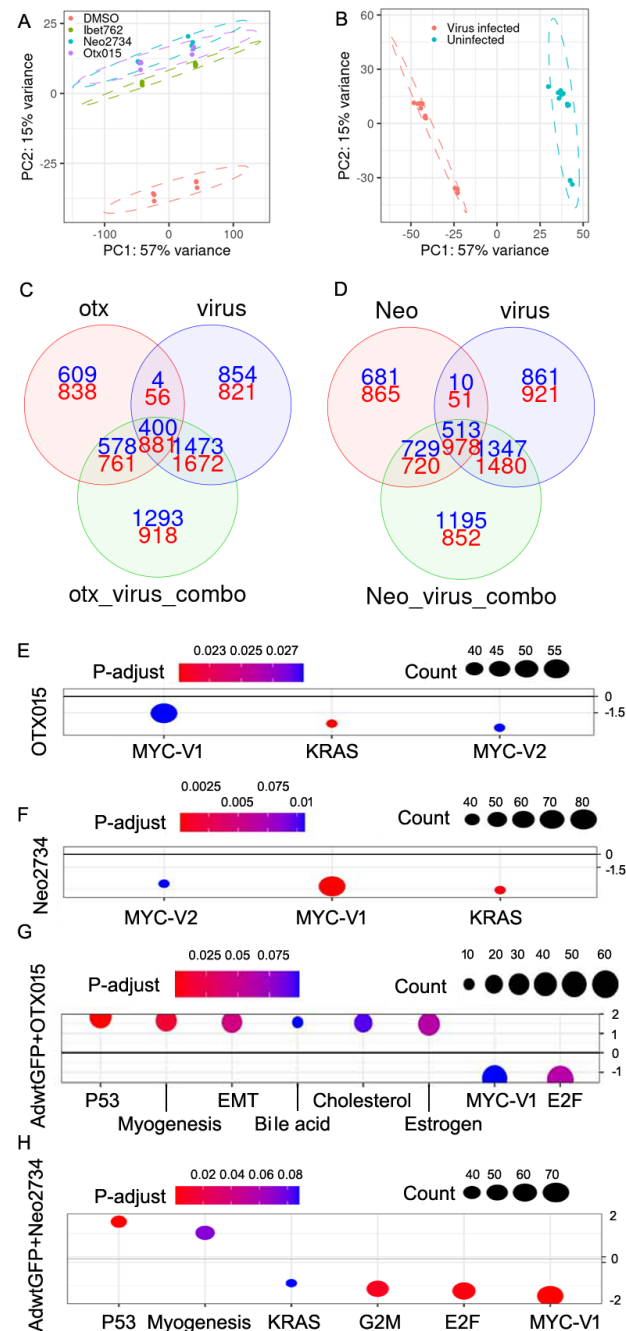 A
DMSO
Ibet762
Neo2734
Otx015
25
0
-25
PC2: 15% variance
-100
0
100
PC1: 57% variance
B
Virus infected
Uninfected
60
30
0
-30
PC2: 15% variance
-50
-25
0
25
50
PC1: 57% variance
C
otx
virus
609
838
4
56
854
821
400
881
578
761
1473
1672
1293
918
otx_virus_combo
D
Neo
virus
681
865
10
51
861
921
513
978
729
720
1347
1480
1195
852
Neo_virus_combo
E
P-adjust
0.023 0.025 0.027
Count
40 45 50 55
OTX015
0
-1.5
MYC-V1 KRAS MYC-V2
F
P-adjust
0.0025 0.075
0.005 0.01
Count
40 50 60 70 80
Neo2734
0
-1.5
MYC-V2 MYC-V1 KRAS
G
P-adjust
0.025 0.05 0.075
Count
10 20 30 40 50 60
AdwtGFP+OTX015
2
1
0
-1
P53 EMT Cholesterol MYC-V1 E2F
Myogenesis Bile acid Estrogen
H
P-adjust
0.02 0.04 0.06 0.08
Count
40 50 60 70
AdwtGFP+Neo2734
2
0
-2
P53 Myogenesis KRAS G2M E2F MYC-V1